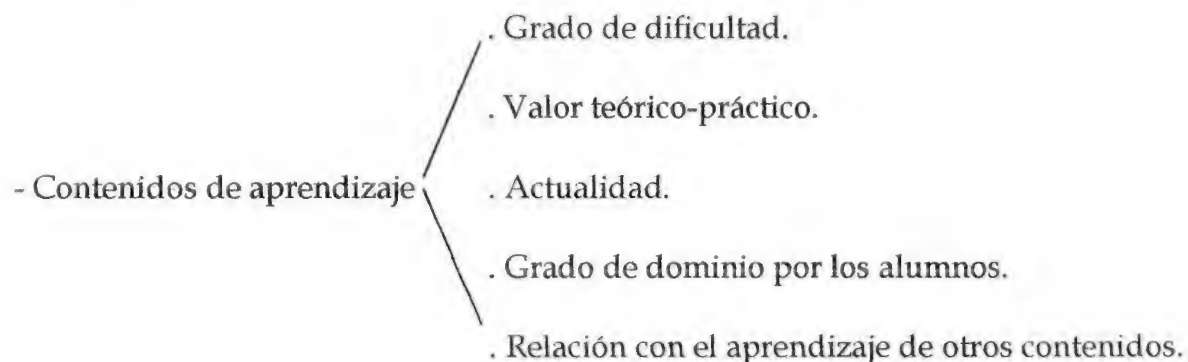 . Grado de dificultad.
. Valor teórico-práctico.
- Contenidos de aprendizaje
. Actualidad.
. Grado de dominio por los alumnos.
. Relación con el aprendizaje de otros contenidos.